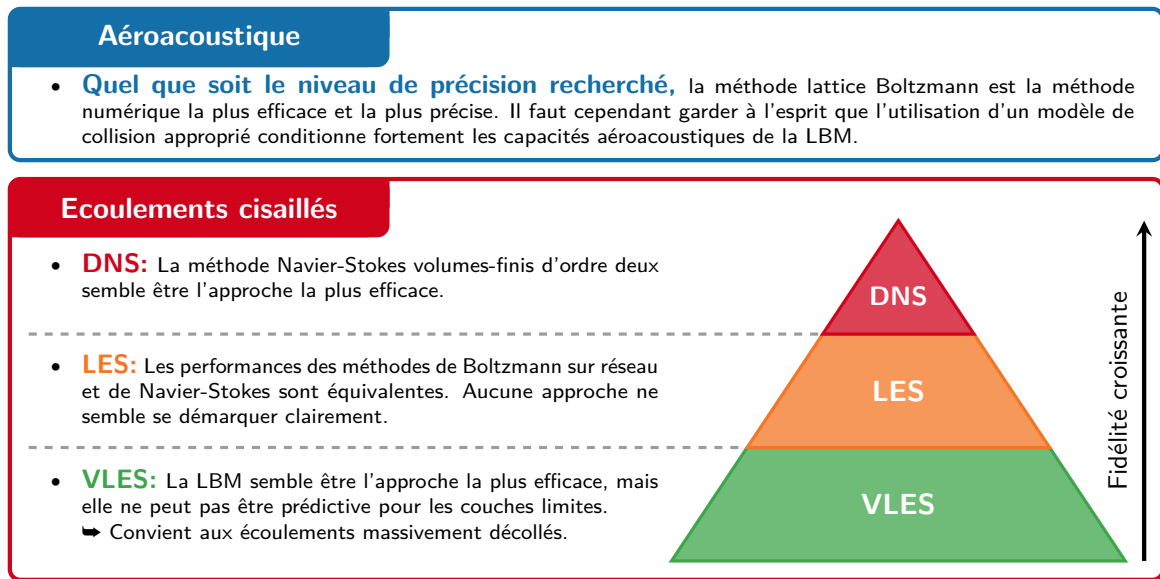 Aéroacoustique
• Quel que soit le niveau de précision recherché, la méthode lattice Boltzmann est la méthode
numérique la plus efficace et la plus précise. Il faut cependant garder à l'esprit que l'utilisation d'un modèle de
collision approprié conditionne fortement les capacités aéroacoustiques de la LBM.
Ecoulements cisaillés
• DNS: La méthode Navier-Stokes volumes-finis d'ordre deux
semble être l'approche la plus efficace.
• LES: Les performances des méthodes de Boltzmann sur réseau
et de Navier-Stokes sont équivalentes. Aucune approche ne
semble se démarquer clairement.
• VLES: La LBM semble être l'approche la plus efficace, mais
elle ne peut pas être prédictive pour les couches limites.
➥ Convient aux écoulements massivement décollés.
DNS
LES
VLES
Fidélité croissante